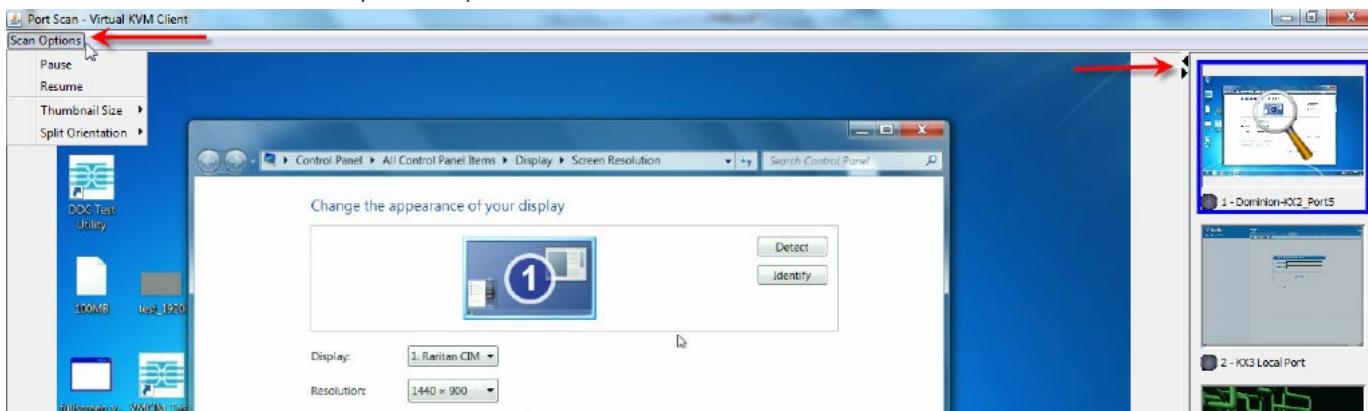 Port Scan - Virtual KVM Client
Scan Options
Pause
Resume
Thumbnail Size
Split Orientation
Control Panel
All Control Panel Items
Display
Screen Resolution
Search Control Panel
DDC Test
Utility
Change the appearance of your display
1
Detect
Identify
100MB
test_1920
Display:
1. Raritan CIM
Resolution:
1440 × 900
1 - Dominion-KX2_Port5
2 - KX3 Local Port